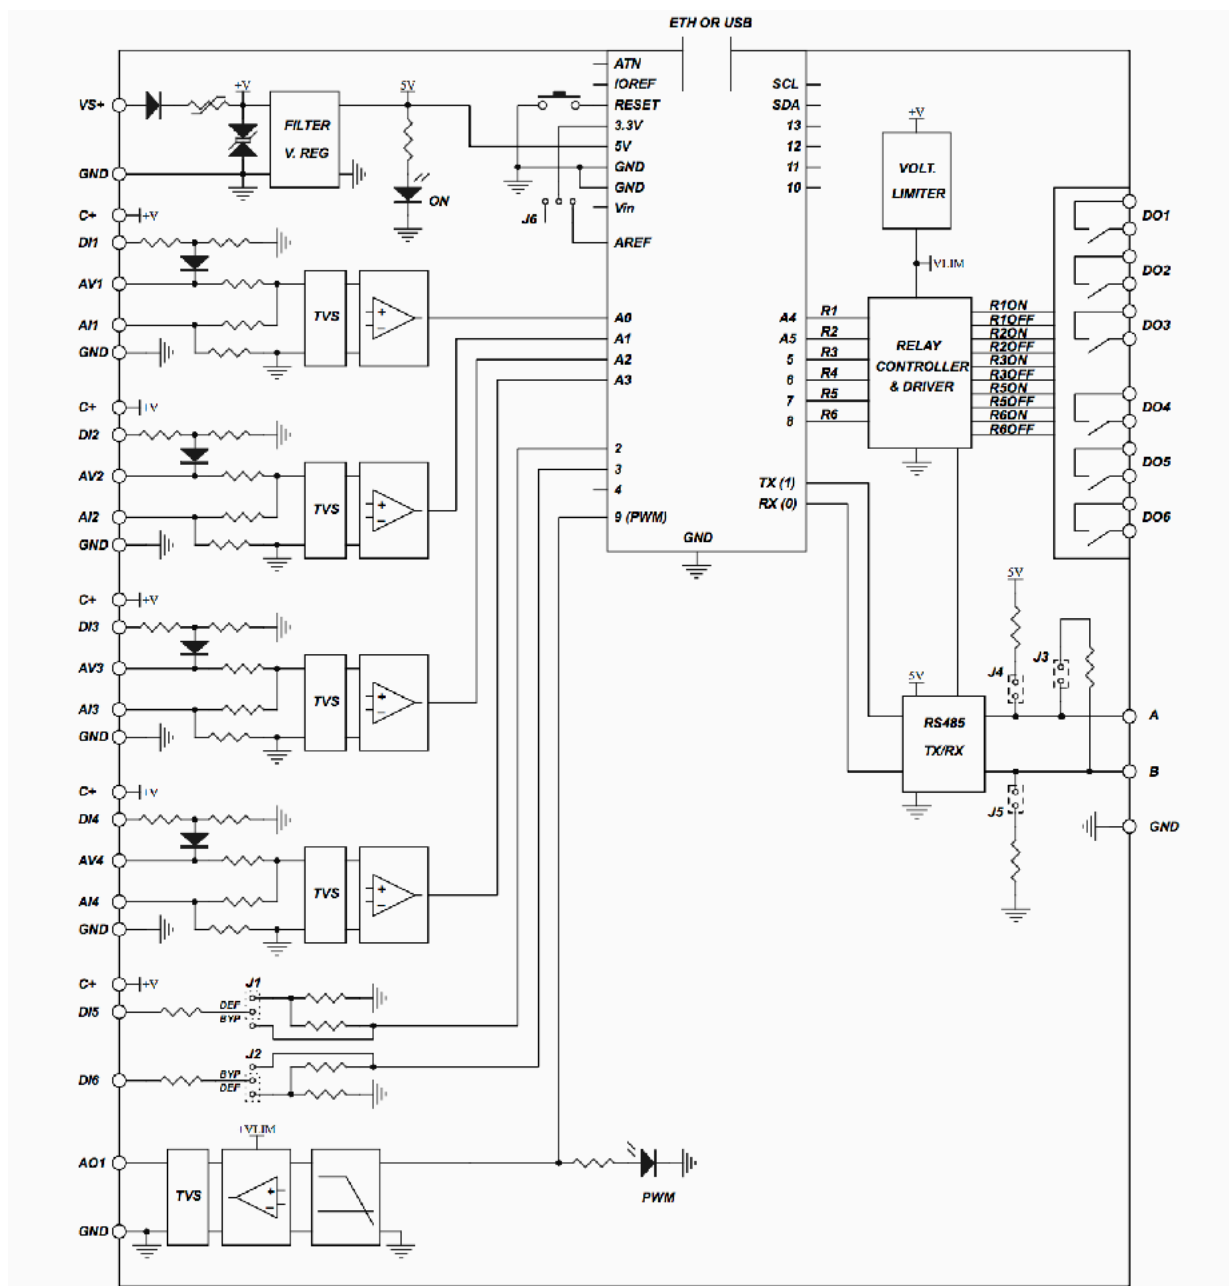 ETH OR USB
ATN
IOREF
SCL
VS+
+V
5V
RESET
SDA
FILTER
V. REG
3.3V
13
+V
5V
12
GND
GND
11
VOLT.
LIMITER
GND
10
ON
Vin
J6
C+
+V
DO1
DI1
AREF
VLIM
DO2
AV1
TVS
+
−
AI1
A0
A4
R1
R1ON
R1OFF
DO3
GND
A1
A5
R2
RELAY
CONTROLLER
& DRIVER
R2ON
R2OFF
A2
5
R3
R3ON
R3OFF
A3
6
R4
R5ON
R5OFF
C+
+V
7
R5
R6ON
R6OFF
DO4
DI2
8
R6
2
DO5
AV2
TVS
+
−
3
TX (1)
4
RX (0)
AI2
9 (PWM)
DO6
GND
GND
5V
C+
+V
DI3
J4
J3
AV3
TVS
+
−
5V
AI3
RS485
TX/RX
A
GND
B
C+
+V
J5
DI4
GND
AV4
TVS
+
−
AI4
GND
C+
+V
J1
DEF
DI5
BYP
J2
BYP
DI6
DEF
+VLIM
AO1
TVS
+
−
PWM
GND